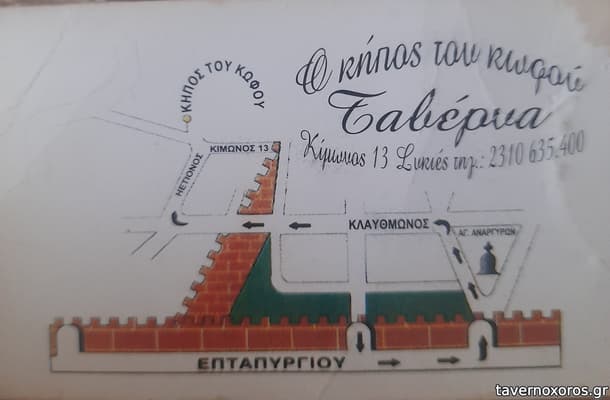 Ο κήπος του κωφού
Ταβέρνα
Κίμωνος 13 Συκιές τηλ.: 2310 635.400
ΚΗΠΟΣ ΤΟΥ ΚΩΦΟΥ
ΚΙΜΩΝΟΣ 13
ΗΕΤΙΟΝΟΣ
ΚΛΑΥΘΜΩΝΟΣ
ΑΓ. ΑΝΑΡΓΥΡΩΝ
ΕΠΤΑΠΥΡΓΙΟΥ
tavernoxoros.gr